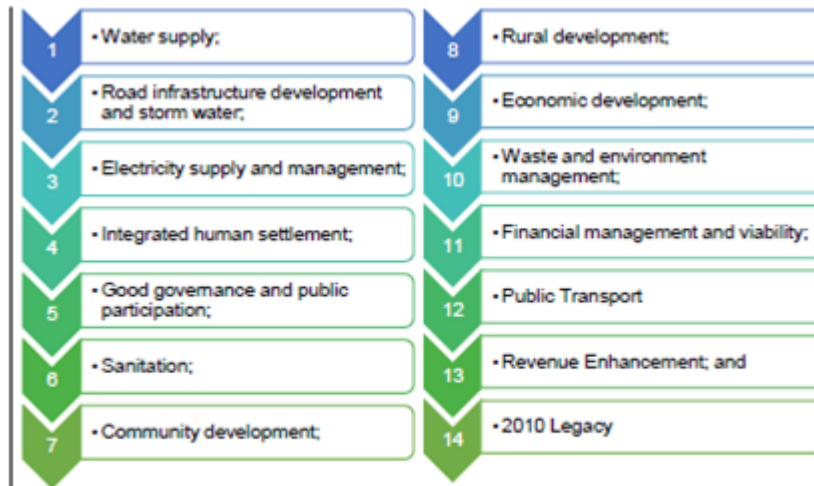 1
• Water supply;
2
• Road infrastructure development
and storm water;
3
• Electricity supply and management;
4
• Integrated human settlement;
5
• Good governance and public
participation;
6
• Sanitation;
7
• Community development;
8
• Rural development;
9
• Economic development;
10
• Waste and environment
management;
11
• Financial management and viability;
12
• Public Transport
13
• Revenue Enhancement; and
14
• 2010 Legacy